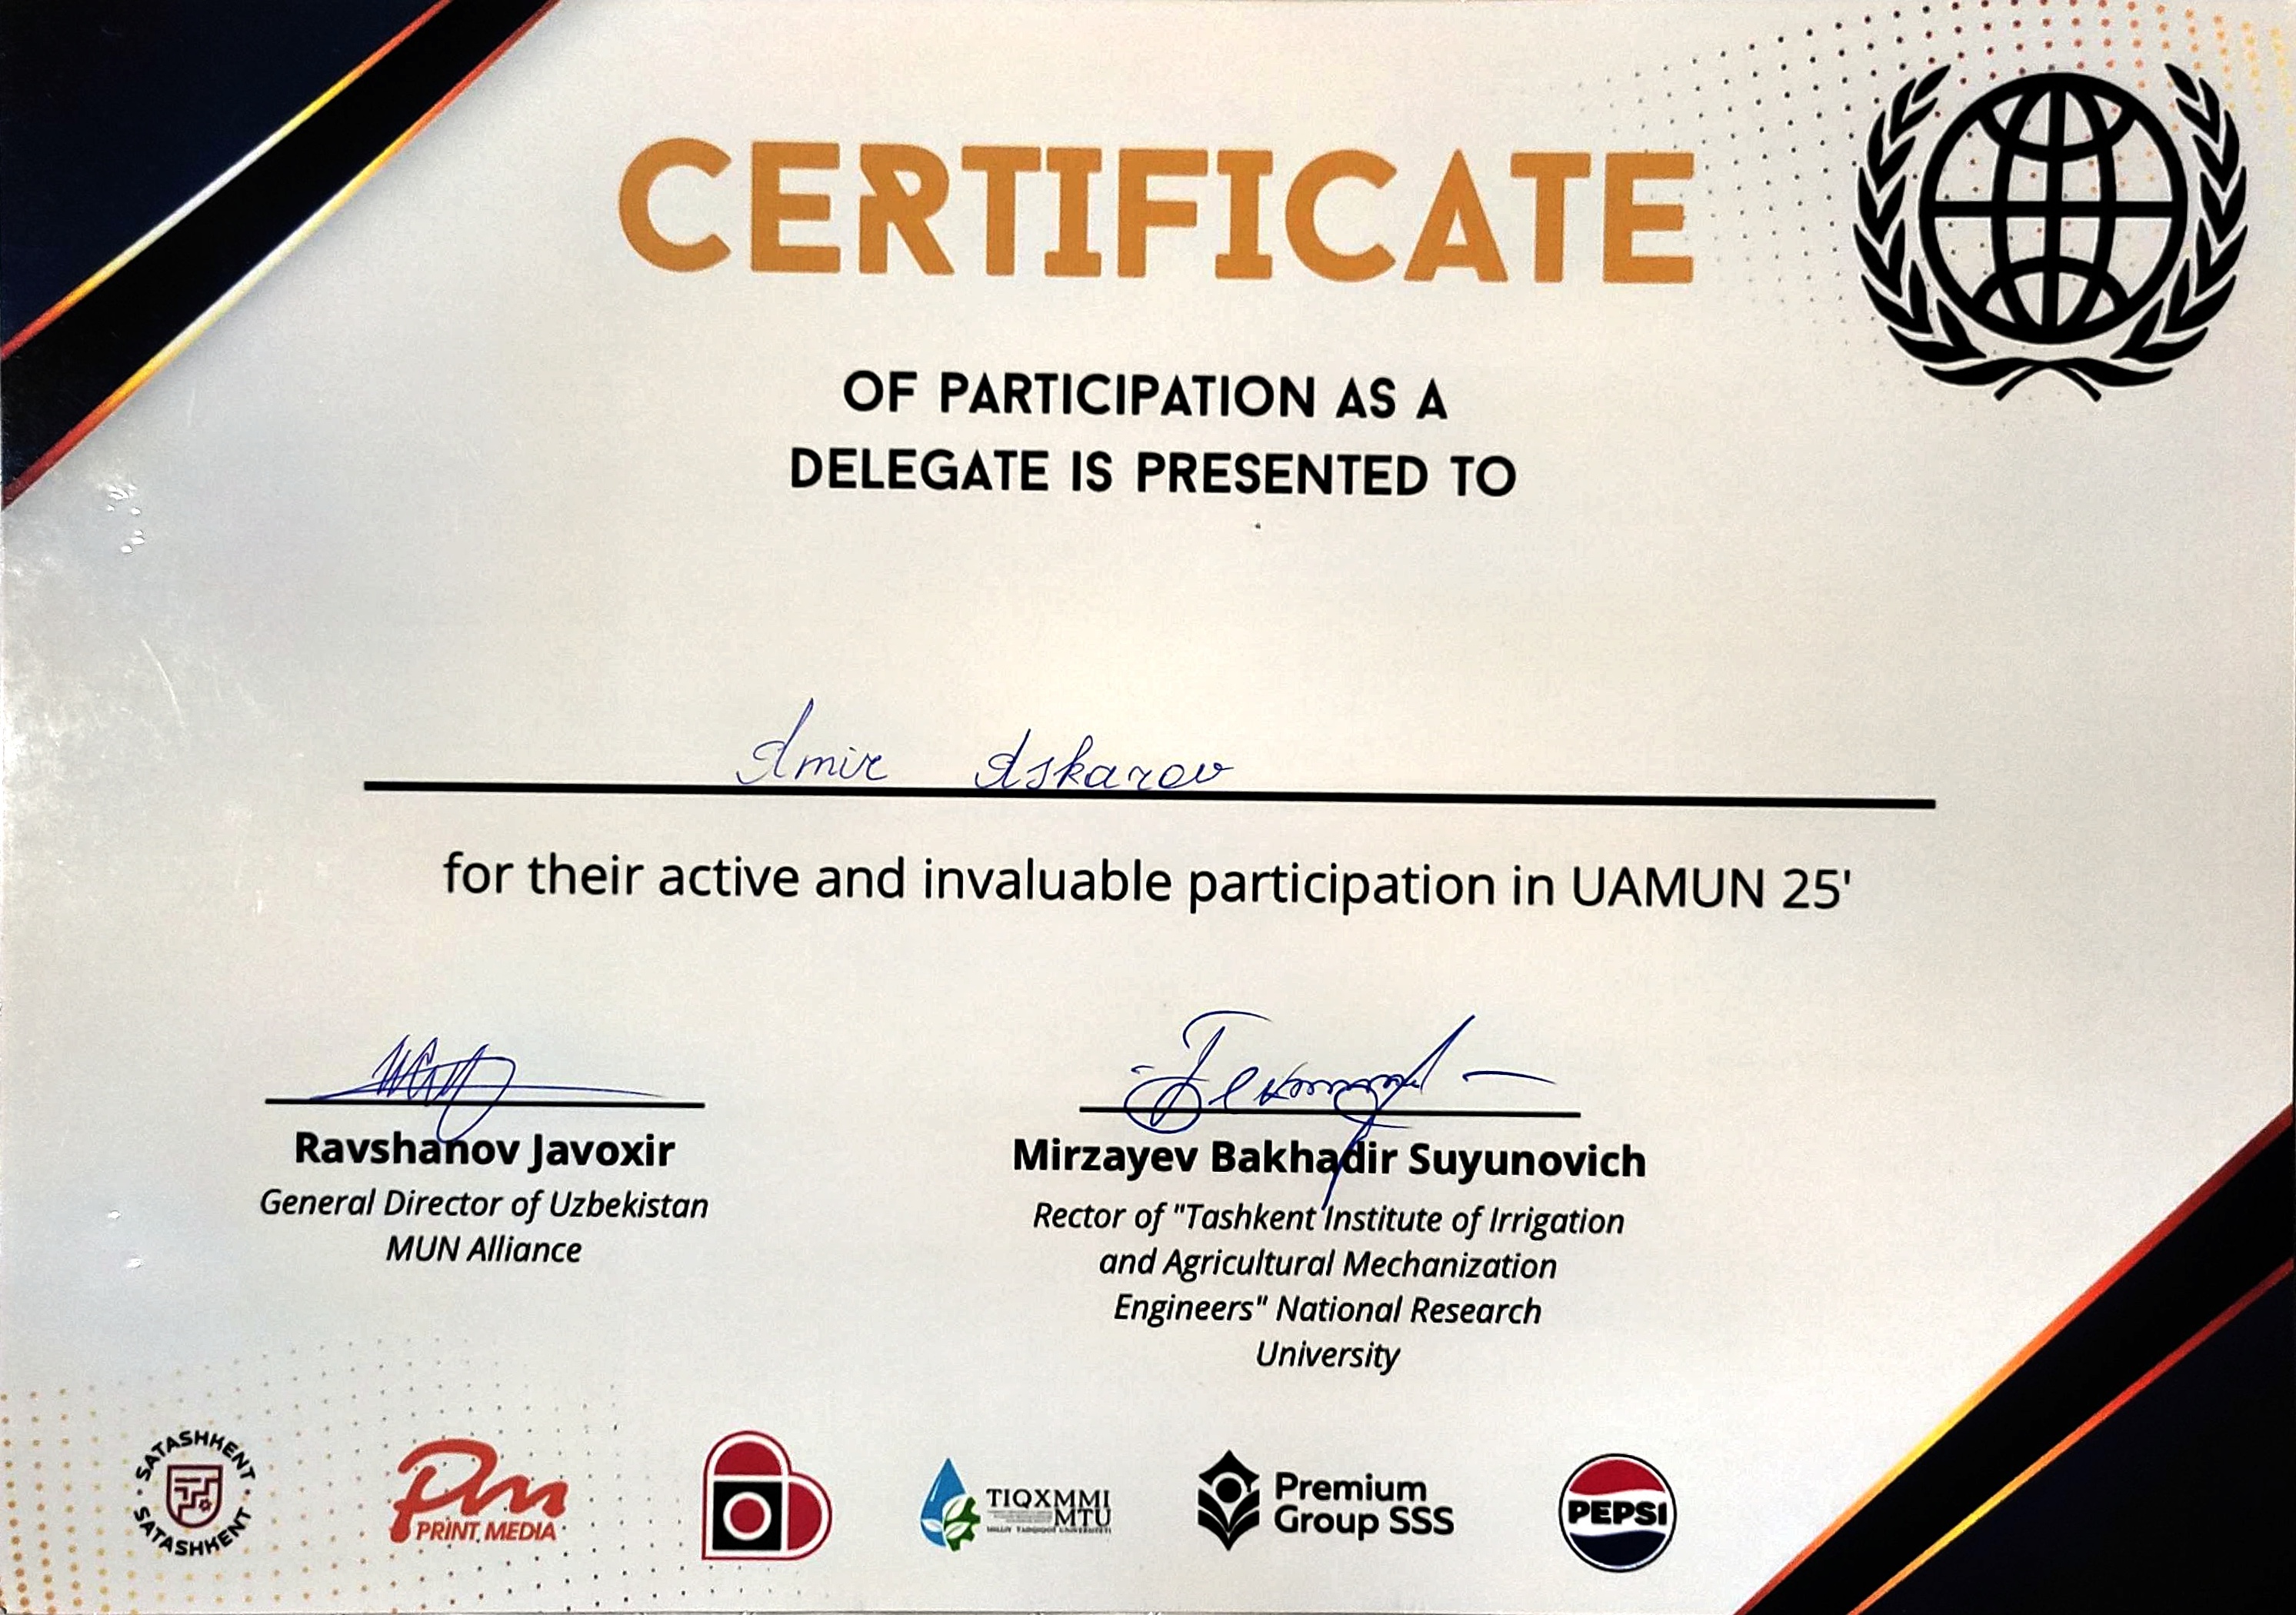 CERTIFICATE
OF PARTICIPATION AS A
DELEGATE IS PRESENTED TO
Amir Askarov
for their active and invaluable participation in UAMUN 25'
Ravshanov Javoxir
General Director of Uzbekistan
MUN Alliance
Mirzayev Bakhadir Suyunovich
Rector of "Tashkent Institute of Irrigation
and Agricultural Mechanization
Engineers" National Research
University
SATASHKENT
SATASHKENT
PM
PRINT MEDIA
TIQXMMI
MTU
MILLIY TADQIQOT UNIVERSITETI
Premium
Group SSS
PEPSI